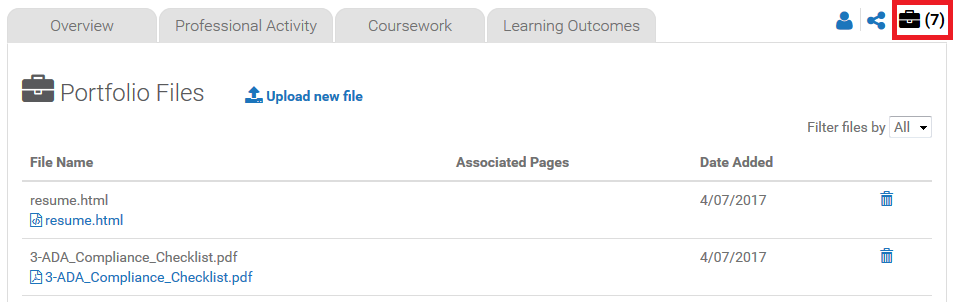 Overview Professional Activity Coursework Learning Outcomes (7)
Portfolio Files Upload new file
Filter files by All
File Name Associated Pages Date Added
resume.html 4/07/2017
resume.html
3-ADA_Compliance_Checklist.pdf 4/07/2017
3-ADA_Compliance_Checklist.pdf